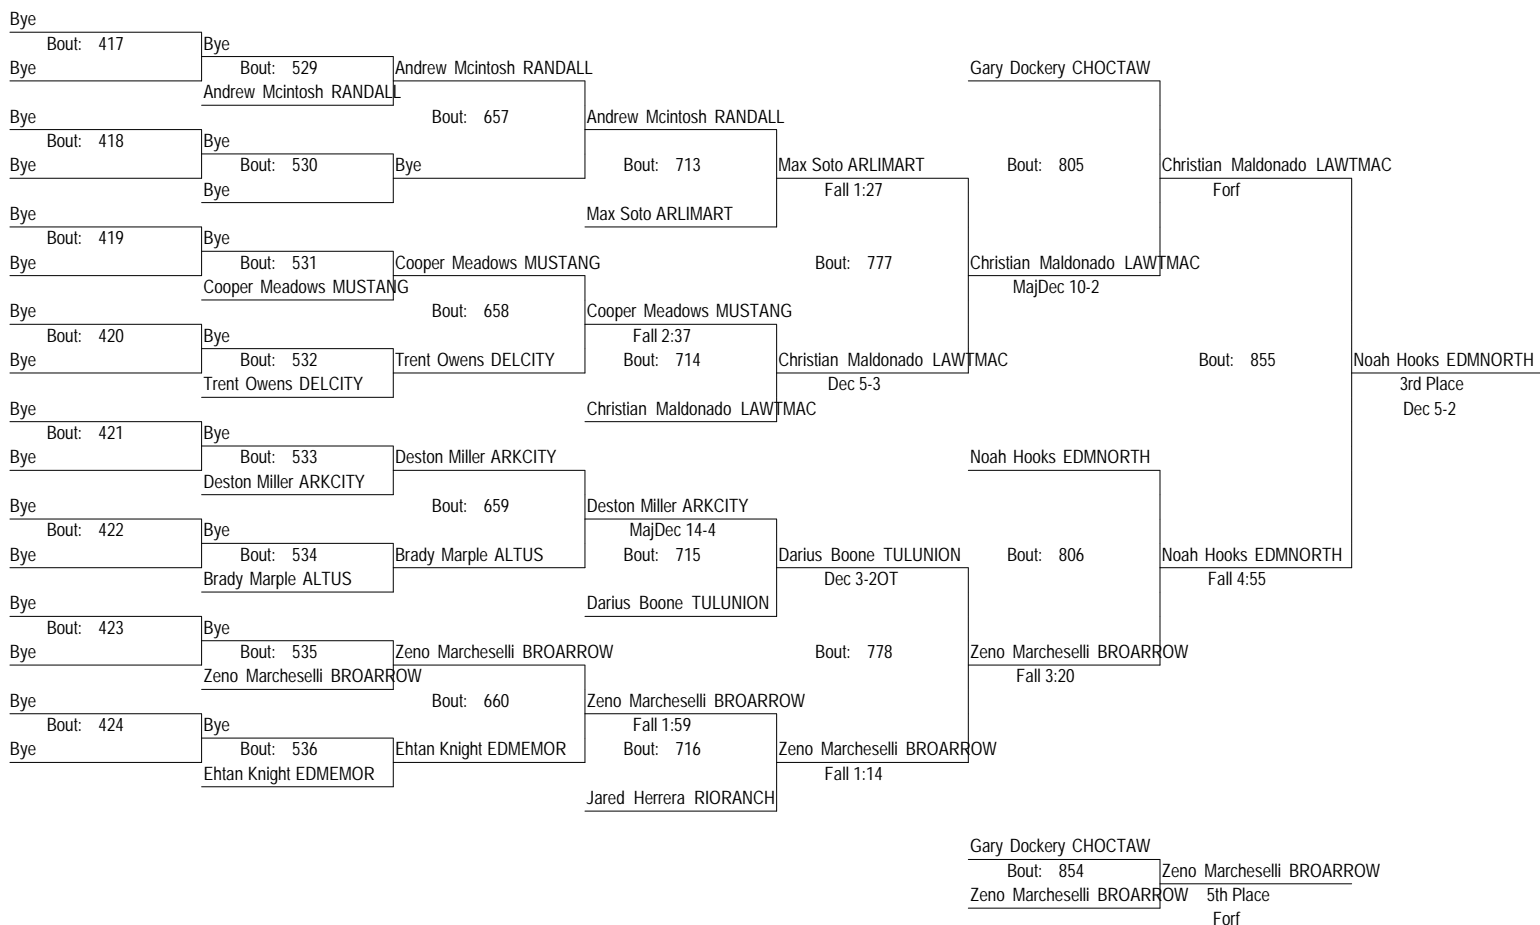 Bye
Bout: 417
Bye
Bye
Bout: 529
Andrew Mcintosh RANDALL
Andrew Mcintosh RANDALL
Gary Dockery CHOCTAW
Bye
Bout: 657
Andrew Mcintosh RANDALL
Bout: 418
Bye
Bye
Bout: 530
Bye
Bout: 713
Max Soto ARLIMART
Bout: 805
Christian Maldonado LAWTMAC
Bye
Fall 1:27
Forf
Bye
Max Soto ARLIMART
Bout: 419
Bye
Bye
Bout: 531
Cooper Meadows MUSTANG
Bout: 777
Christian Maldonado LAWTMAC
Cooper Meadows MUSTANG
MajDec 10-2
Bye
Bout: 658
Cooper Meadows MUSTANG
Bout: 420
Bye
Fall 2:37
Bye
Bout: 532
Trent Owens DELCITY
Bout: 714
Christian Maldonado LAWTMAC
Bout: 855
Noah Hooks EDMNORTH
Trent Owens DELCITY
Dec 5-3
3rd Place
Bye
Christian Maldonado LAWTMAC
Dec 5-2
Bout: 421
Bye
Bye
Bout: 533
Deston Miller ARKCITY
Noah Hooks EDMNORTH
Deston Miller ARKCITY
Bye
Bout: 659
Deston Miller ARKCITY
Bout: 422
Bye
MajDec 14-4
Bye
Bout: 534
Brady Marple ALTUS
Bout: 715
Darius Boone TULUNION
Bout: 806
Noah Hooks EDMNORTH
Brady Marple ALTUS
Dec 3-2OT
Fall 4:55
Bye
Darius Boone TULUNION
Bout: 423
Bye
Bye
Bout: 535
Zeno Marcheselli BROARROW
Bout: 778
Zeno Marcheselli BROARROW
Zeno Marcheselli BROARROW
Fall 3:20
Bye
Bout: 660
Zeno Marcheselli BROARROW
Bout: 424
Bye
Fall 1:59
Bye
Bout: 536
Ehtan Knight EDMEMOR
Bout: 716
Zeno Marcheselli BROARROW
Ehtan Knight EDMEMOR
Fall 1:14
Jared Herrera RIORANCH
Gary Dockery CHOCTAW
Bout: 854
Zeno Marcheselli BROARROW
Zeno Marcheselli BROARROW
5th Place
Forf